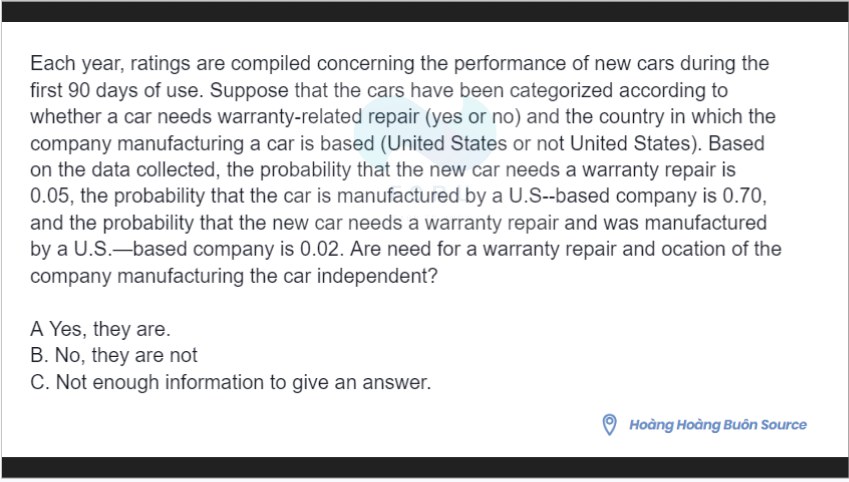 Each year, ratings are compiled concerning the performance of new cars during the
first 90 days of use. Suppose that the cars have been categorized according to
whether a car needs warranty-related repair (yes or no) and the country in which the
company manufacturing a car is based (United States or not United States). Based
on the data collected, the probability that the new car needs a warranty repair is
0.05, the probability that the car is manufactured by a U.S--based company is 0.70,
and the probability that the new car needs a warranty repair and was manufactured
by a U.S.—based company is 0.02. Are need for a warranty repair and ocation of the
company manufacturing the car independent?
A Yes, they are.
B. No, they are not
C. Not enough information to give an answer.
Hoàng Hoàng Buôn Source